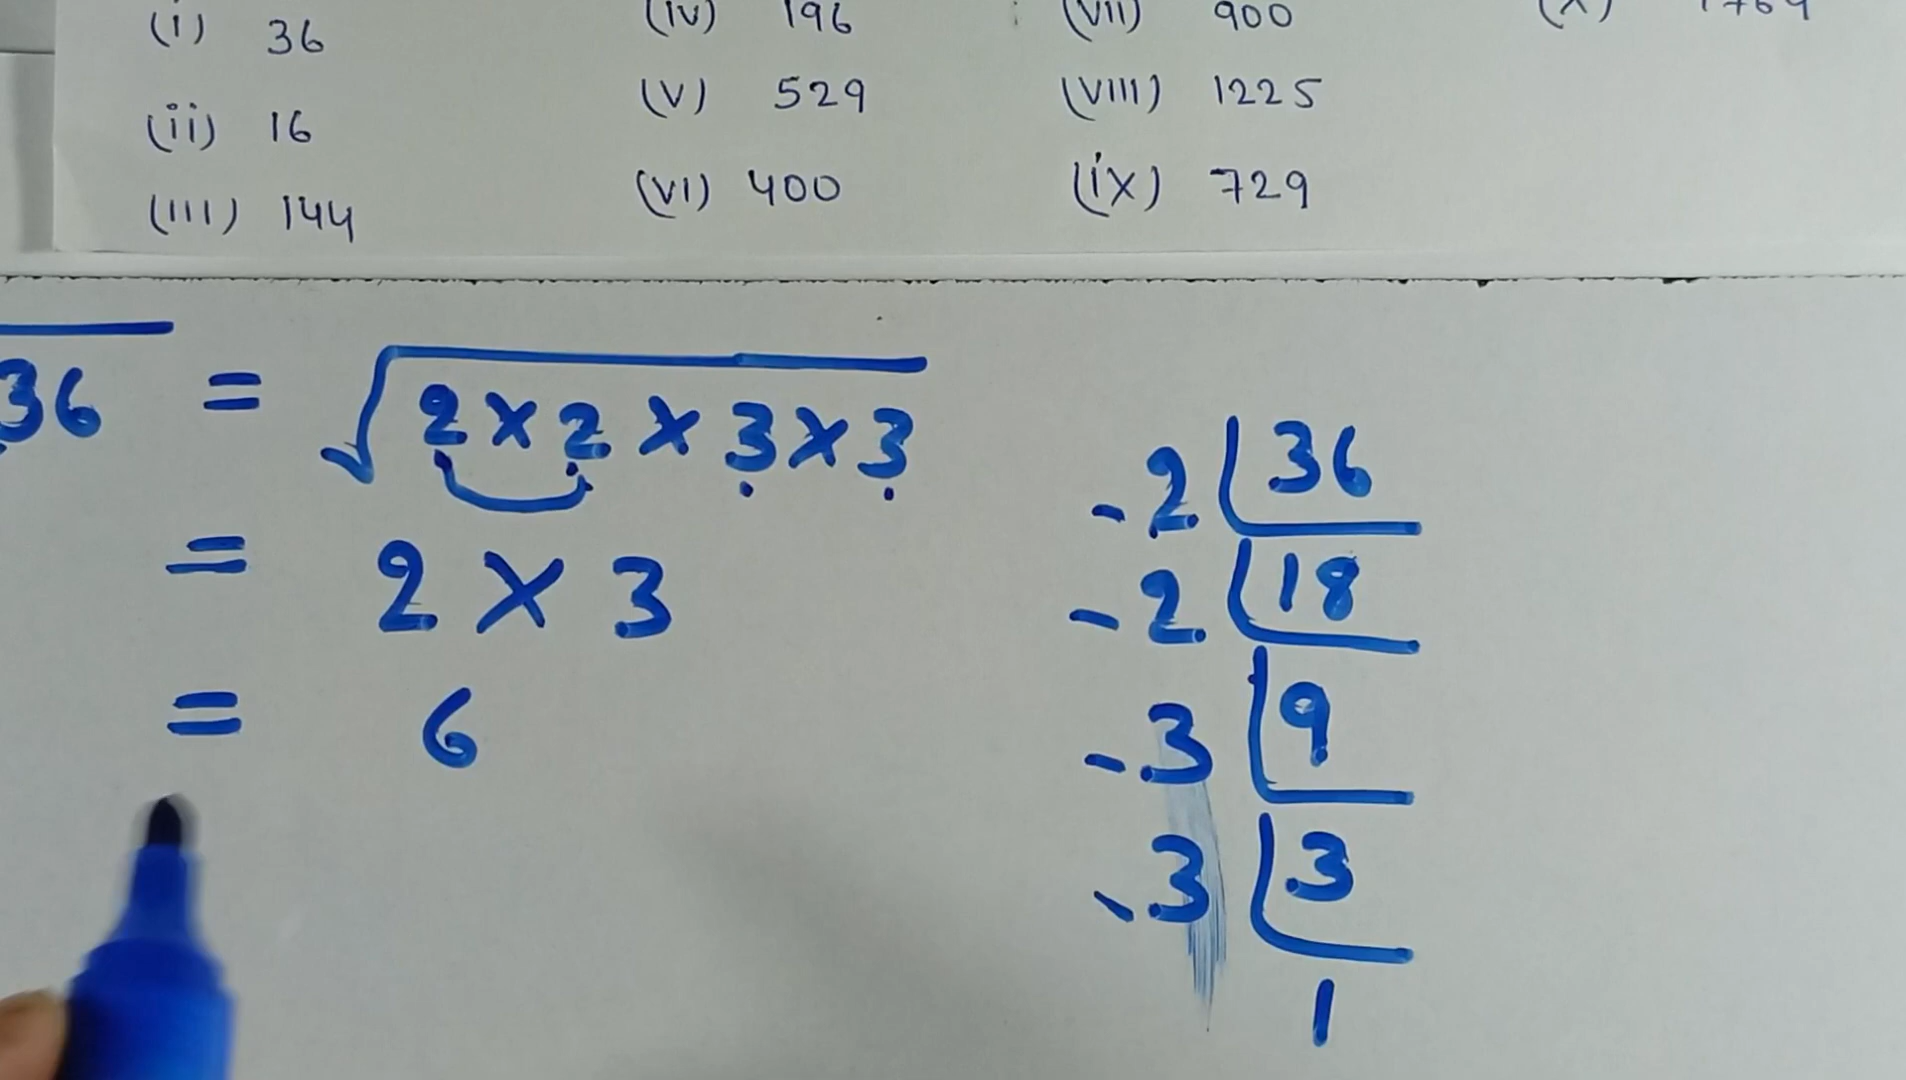 (i) 36
(ii) 16
(III) 144
(IV) 196
(V) 529
(VI) 400
(VII) 900
(VIII) 1225
(ix) 729
(X)
36 = √2×2×3×3
= 2 × 3
= 6
- 2 | 36
- 2 | 18
- 3 | 9
- 3 | 3
1